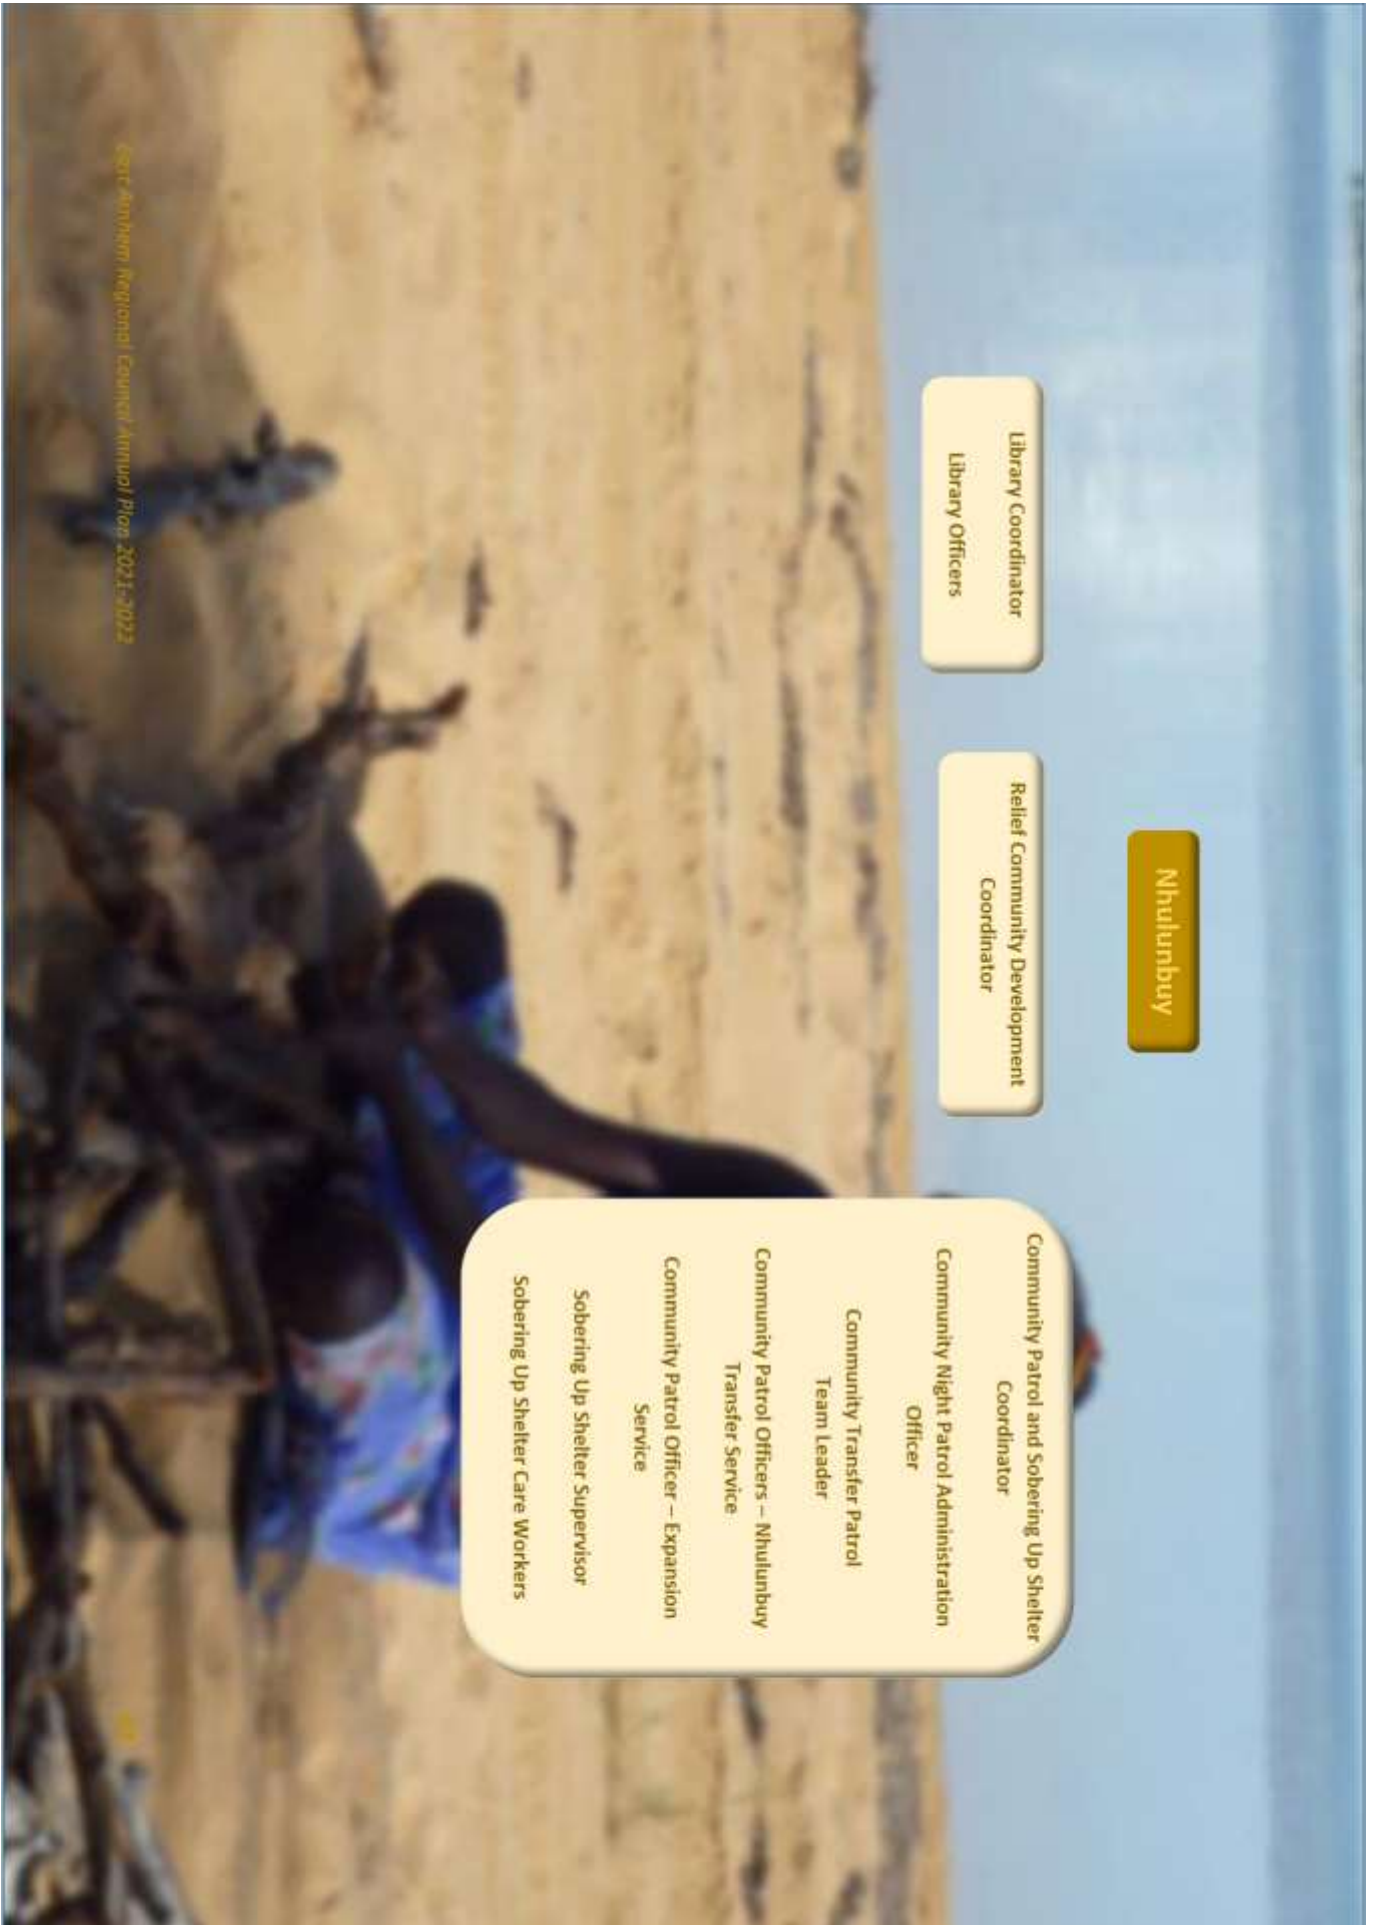 Nhulunbuy
Library Coordinator
Library Officers
Relief Community Development
Coordinator
Community Patrol and Sobering Up Shelter
Coordinator
Community Night Patrol Administration
Officer
Community Transfer Patrol
Team Leader
Community Patrol Officers – Nhulunbuy
Transfer Service
Community Patrol Officer – Expansion
Service
Sobering Up Shelter Supervisor
Sobering Up Shelter Care Workers
East Arnhem Regional Council Annual Plan 2021-2022